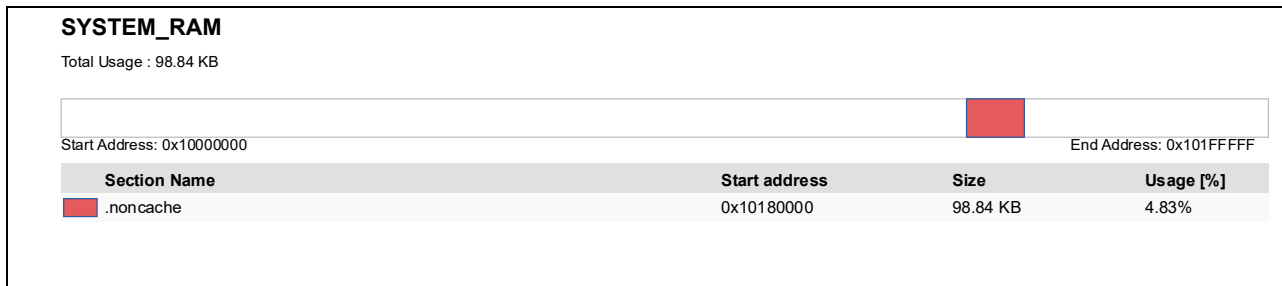 SYSTEM_RAM
Total Usage : 98.84 KB
Start Address: 0x10000000 End Address: 0x101FFFFF
Section Name Start address Size Usage [%]
.noncache 0x10180000 98.84 KB 4.83%